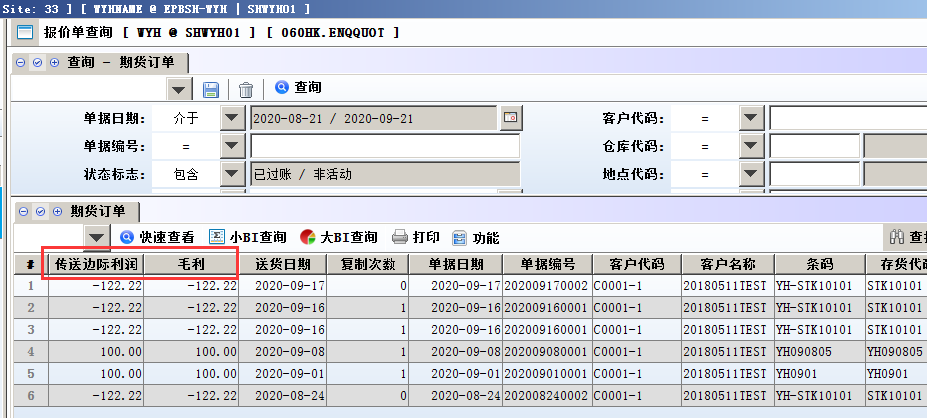 Site: 33 ] [ WYHNAME @ EPBSH-WYH | SHWYH01 ]
报价单查询 [ WYH @ SHWYH01 ] [ 060HK.ENQQUOT ]
查询 - 期货订单
查询
单据日期: 介于 2020-08-21 / 2020-09-21 客户代码: =
单据编号: = 仓库代码: =
状态标志: 包含 已过账 / 非活动 地点代码: =
期货订单
快速查看 小BI查询 大BI查询 打印 功能
# 传送边际利润 毛利 送货日期 复制次数 单据日期 单据编号 客户代码 客户名称 条码 存货代
1 -122.22 -122.22 2020-09-17 0 2020-09-17 202009170002 C0001-1 20180511TEST YH-STK10101 STK10101
2 -122.22 -122.22 2020-09-16 1 2020-09-16 202009160001 C0001-1 20180511TEST YH-STK10101 STK10101
3 -122.22 -122.22 2020-09-16 1 2020-09-16 202009160001 C0001-1 20180511TEST YH-STK10101 STK10101
4 100.00 100.00 2020-09-08 1 2020-09-08 202009080001 C0001-1 20180511TEST YH090805 YH090805
5 100.00 100.00 2020-09-01 1 2020-09-01 202009010001 C0001-1 20180511TEST YH0901 YH0901
6 -122.22 -122.22 2020-08-24 0 2020-08-24 202008240002 C0001-1 20180511TEST YH-STK10101 STK10101